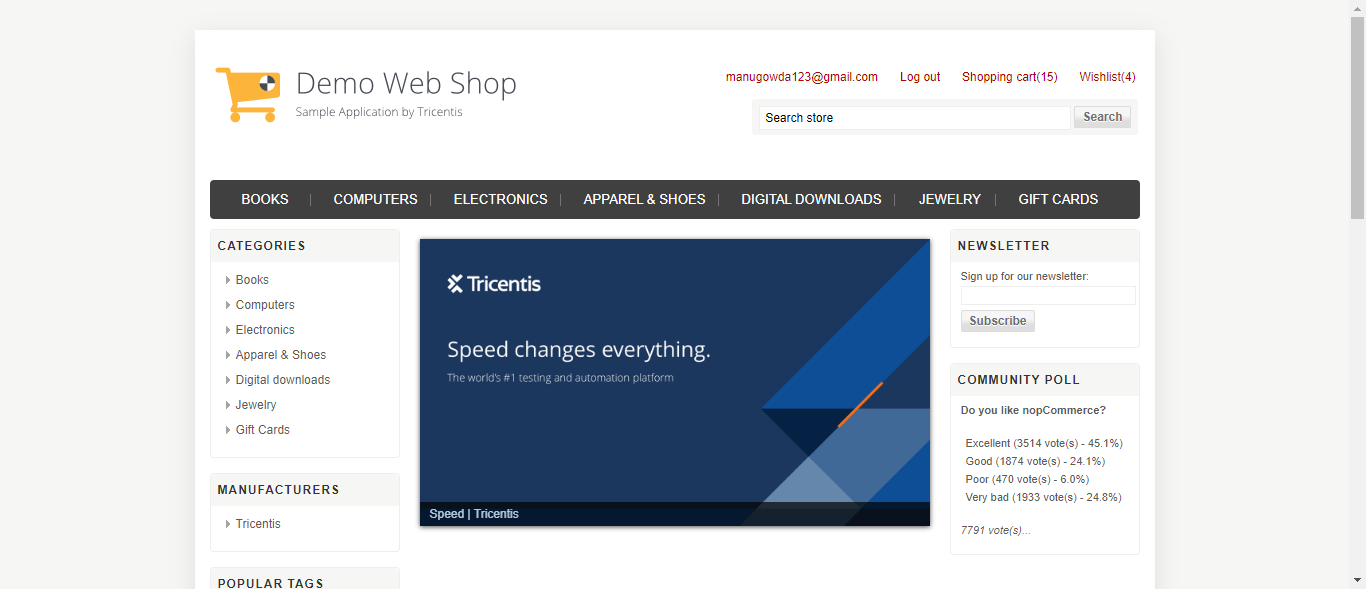 Demo Web Shop
Sample Application by Tricentis
manugowda123@gmail.com Log out Shopping cart(15) Wishlist(4)
Search store Search
BOOKS COMPUTERS ELECTRONICS APPAREL & SHOES DIGITAL DOWNLOADS JEWELRY GIFT CARDS
CATEGORIES
Books
Computers
Electronics
Apparel & Shoes
Digital downloads
Jewelry
Gift Cards
MANUFACTURERS
Tricentis
POPULAR TAGS
Tricentis
Speed changes everything.
The world's #1 testing and automation platform
Speed | Tricentis
NEWSLETTER
Sign up for our newsletter:
Subscribe
COMMUNITY POLL
Do you like nopCommerce?
Excellent (3514 vote(s) - 45.1%)
Good (1874 vote(s) - 24.1%)
Poor (470 vote(s) - 6.0%)
Very bad (1933 vote(s) - 24.8%)
7791 vote(s)...